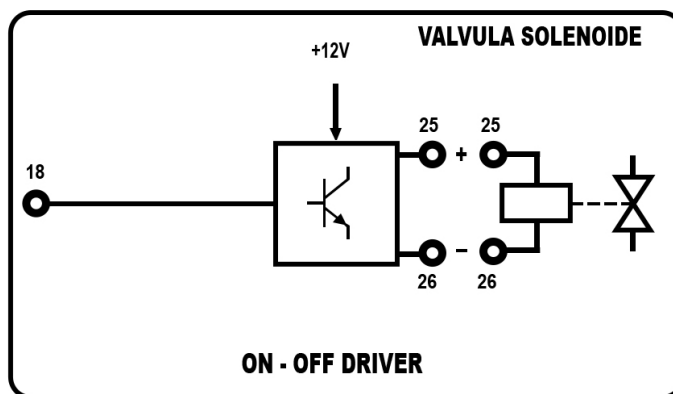 VALVULA SOLENOIDE
+12V
25 + 25
18
26 − 26
ON - OFF DRIVER